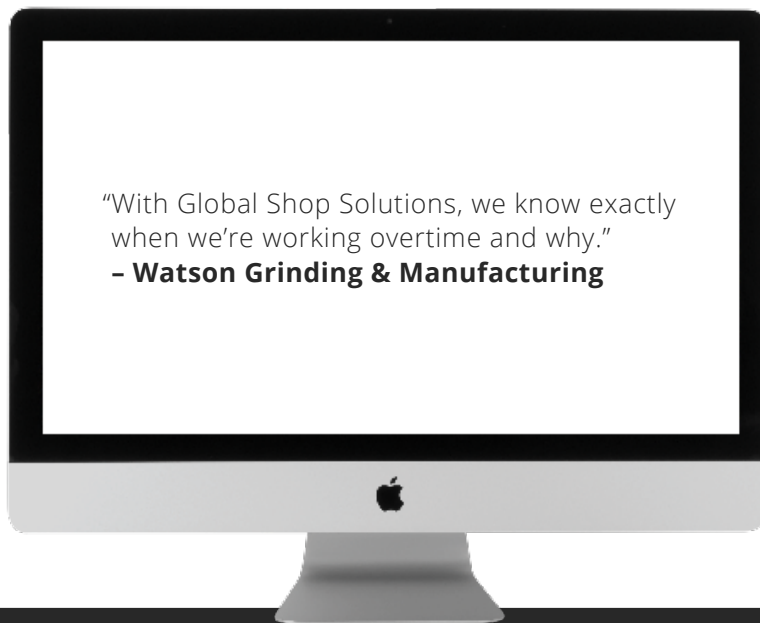 “With Global Shop Solutions, we know exactly
when we’re working overtime and why.”
– Watson Grinding & Manufacturing